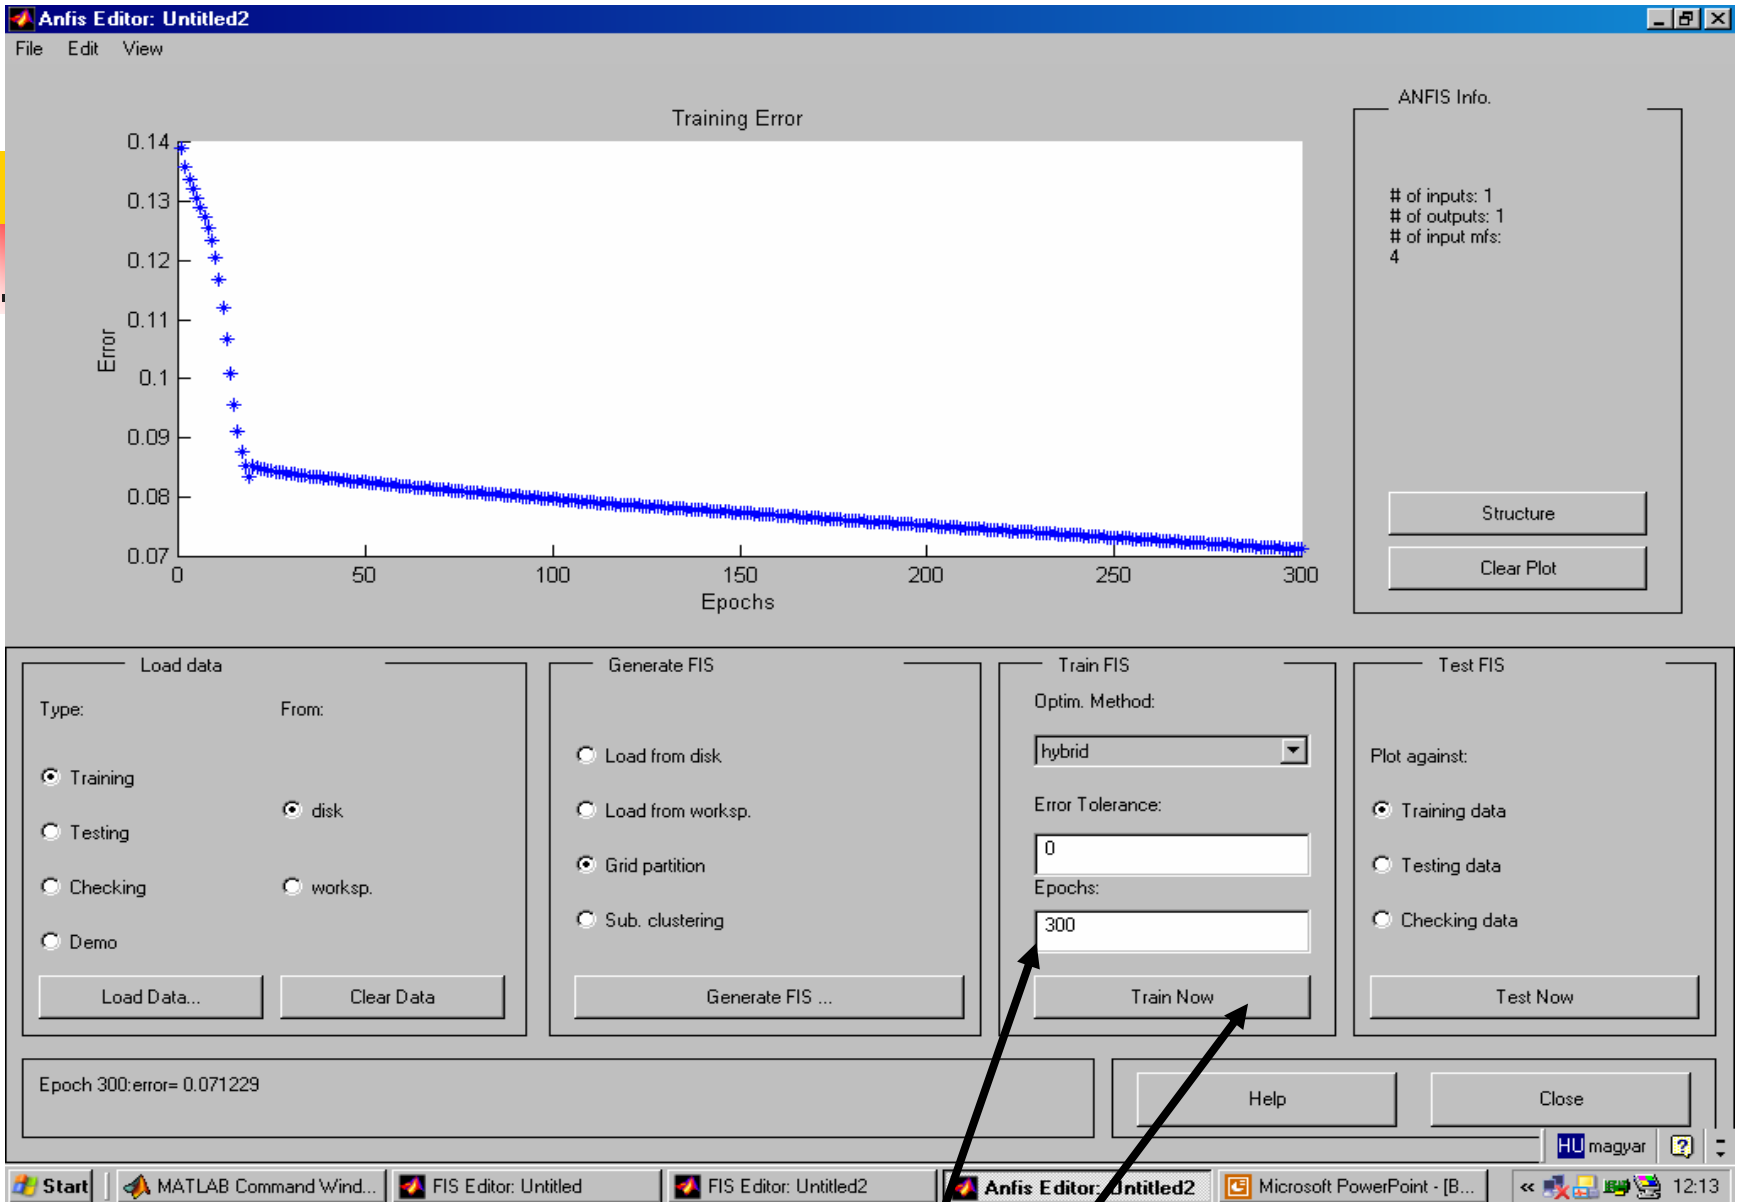 Anfis Editor: Untitled2
File Edit View
Training Error
0.14
0.13
0.12
0.11
0.1
0.09
0.08
0.07
Error
0 50 100 150 200 250 300
Epochs
ANFIS Info.
# of inputs: 1
# of outputs: 1
# of input mfs:
4
Structure
Clear Plot
Load data
Type: From:
Training
disk
Testing
Checking
worksp.
Demo
Load Data... Clear Data
Generate FIS
Load from disk
Load from worksp.
Grid partition
Sub. clustering
Generate FIS ...
Train FIS
Optim. Method:
hybrid
Error Tolerance:
0
Epochs:
300
Train Now
Test FIS
Plot against:
Training data
Testing data
Checking data
Test Now
Epoch 300:error= 0.071229
Help Close
HU magyar
Start MATLAB Command Wind... FIS Editor: Untitled FIS Editor: Untitled2 Anfis Editor: Untitled2 Microsoft PowerPoint - [B... « 12:13